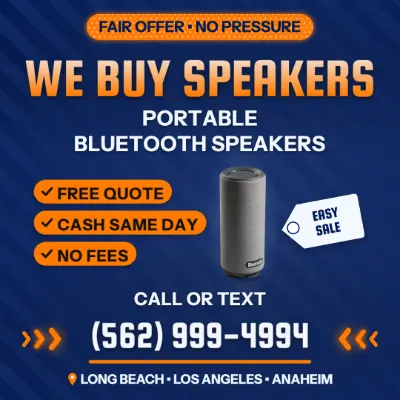 FAIR OFFER • NO PRESSURE
WE BUY SPEAKERS
PORTABLE
BLUETOOTH SPEAKERS
FREE QUOTE
CASH SAME DAY
NO FEES
EASY
SALE
CALL OR TEXT
(562) 999-4994
LONG BEACH • LOS ANGELES • ANAHEIM